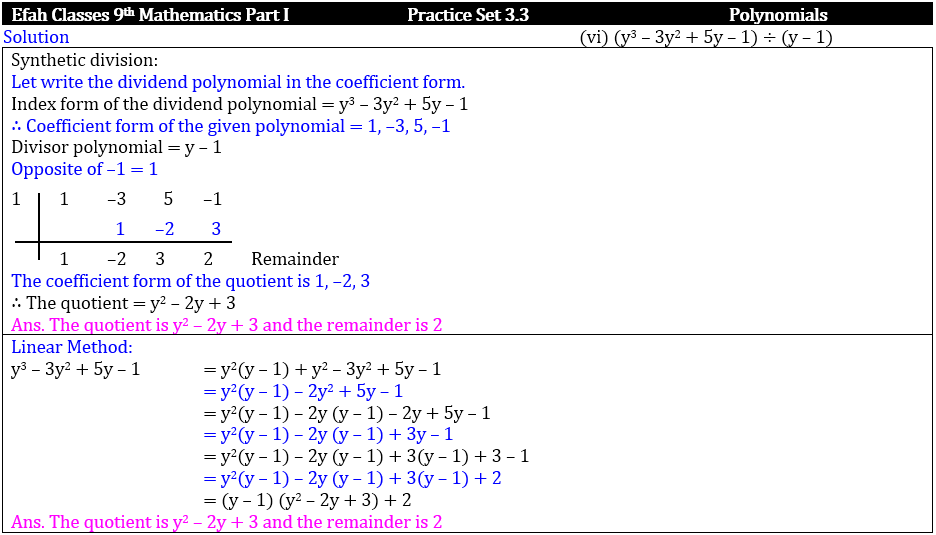 Efah Classes 9th Mathematics Part I Practice Set 3.3 Polynomials
Solution (vi) (y³ – 3y² + 5y – 1) ÷ (y – 1)
Synthetic division:
Let write the dividend polynomial in the coefficient form.
Index form of the dividend polynomial = y³ – 3y² + 5y – 1
∴ Coefficient form of the given polynomial = 1, –3, 5, –1
Divisor polynomial = y – 1
Opposite of –1 = 1
1 1 –3 5 –1
1 –2 3
1 –2 3 2 Remainder
The coefficient form of the quotient is 1, –2, 3
∴ The quotient = y² – 2y + 3
Ans. The quotient is y² – 2y + 3 and the remainder is 2
Linear Method:
y³ – 3y² + 5y – 1 = y²(y – 1) + y² – 3y² + 5y – 1
= y²(y – 1) – 2y² + 5y – 1
= y²(y – 1) – 2y (y – 1) – 2y + 5y – 1
= y²(y – 1) – 2y (y – 1) + 3y – 1
= y²(y – 1) – 2y (y – 1) + 3(y – 1) + 3 – 1
= y²(y – 1) – 2y (y – 1) + 3(y – 1) + 2
= (y – 1) (y² – 2y + 3) + 2
Ans. The quotient is y² – 2y + 3 and the remainder is 2